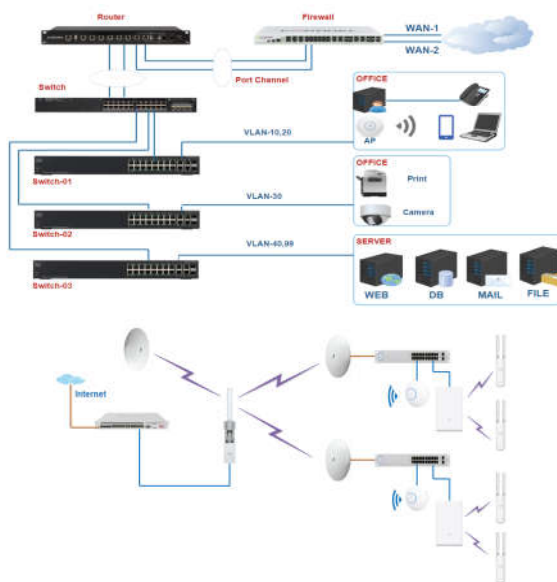 Router
Firewall
WAN-1
WAN-2
Port Channel
Switch
OFFICE
VLAN-10,20
AP
Switch-01
OFFICE
VLAN-30
Print
Camera
Switch-02
VLAN-40,99
SERVER
Switch-03
WEB
DB
MAIL
FILE
Internet